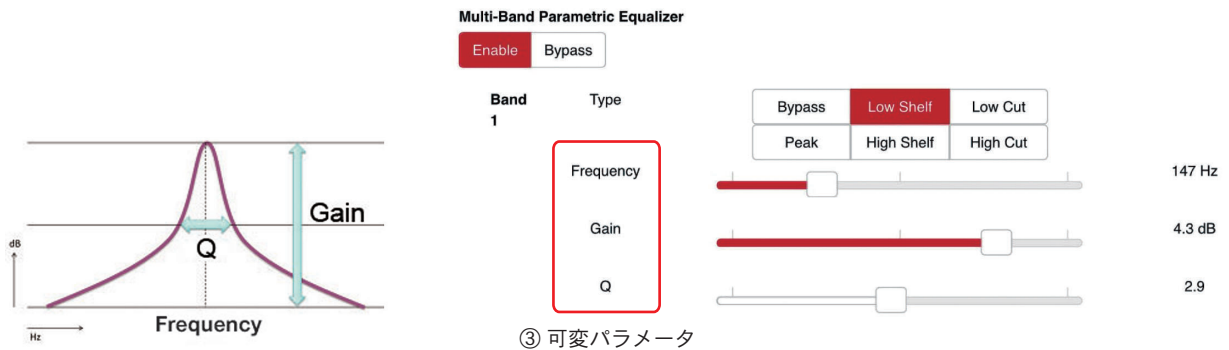 Multi-Band Parametric Equalizer
Enable Bypass
Band 1 Type
Bypass Low Shelf Low Cut
Peak High Shelf High Cut
Frequency 147 Hz
Gain 4.3 dB
Q 2.9
③ 可変パラメータ
Gain
Q
dB
Hz
Frequency